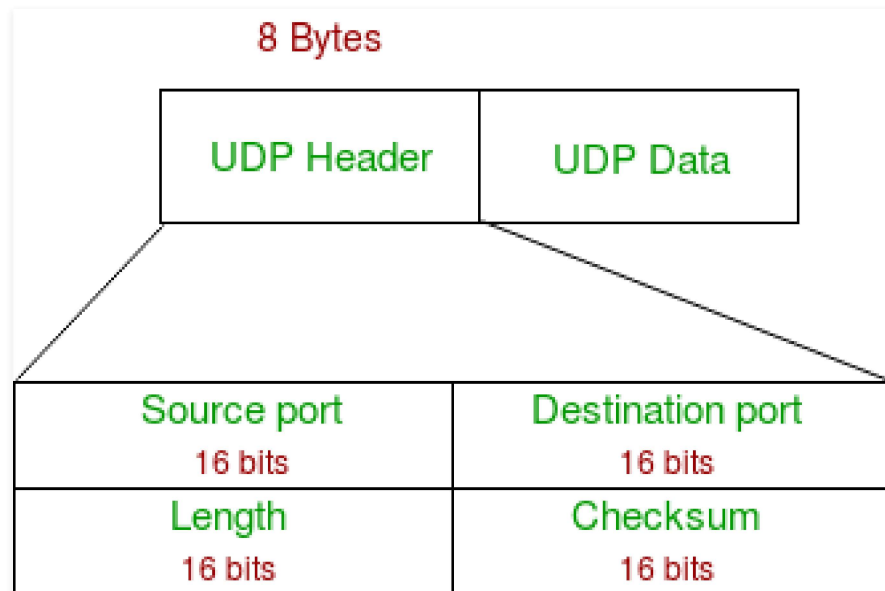 8 Bytes
UDP Header
UDP Data
Source port
16 bits
Destination port
16 bits
Length
16 bits
Checksum
16 bits